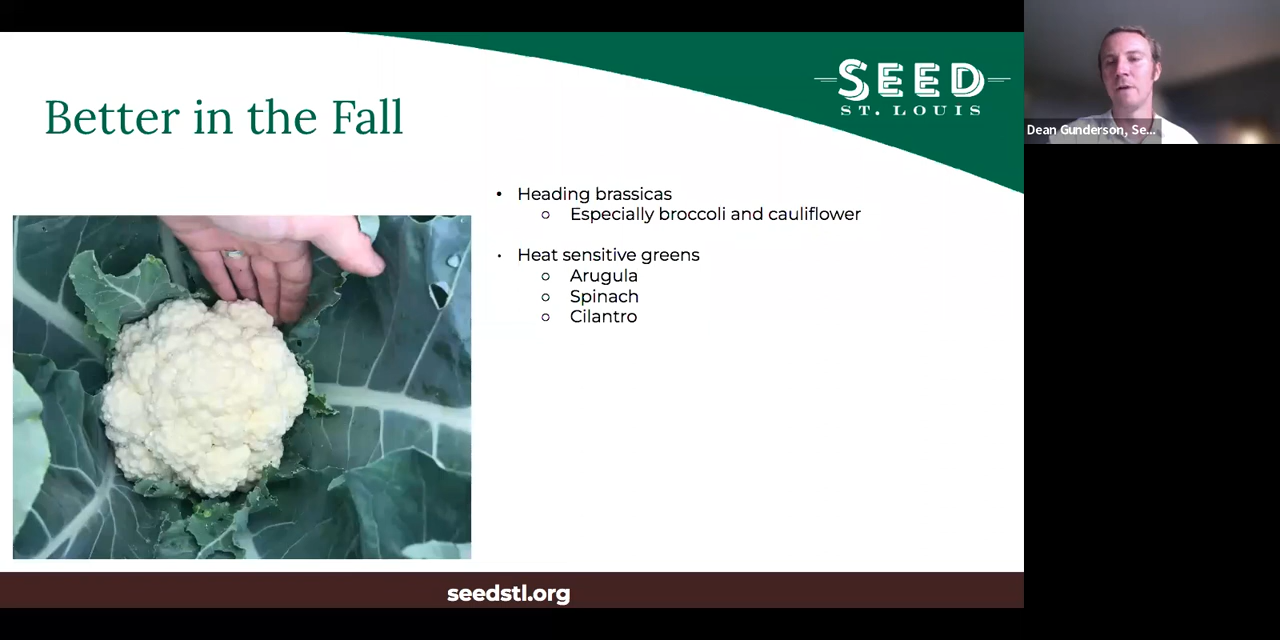 SEED
ST. LOUIS
Better in the Fall
Dean Gunderson, Se...
• Heading brassicas
○ Especially broccoli and cauliflower
• Heat sensitive greens
○ Arugula
○ Spinach
○ Cilantro
seedstl.org